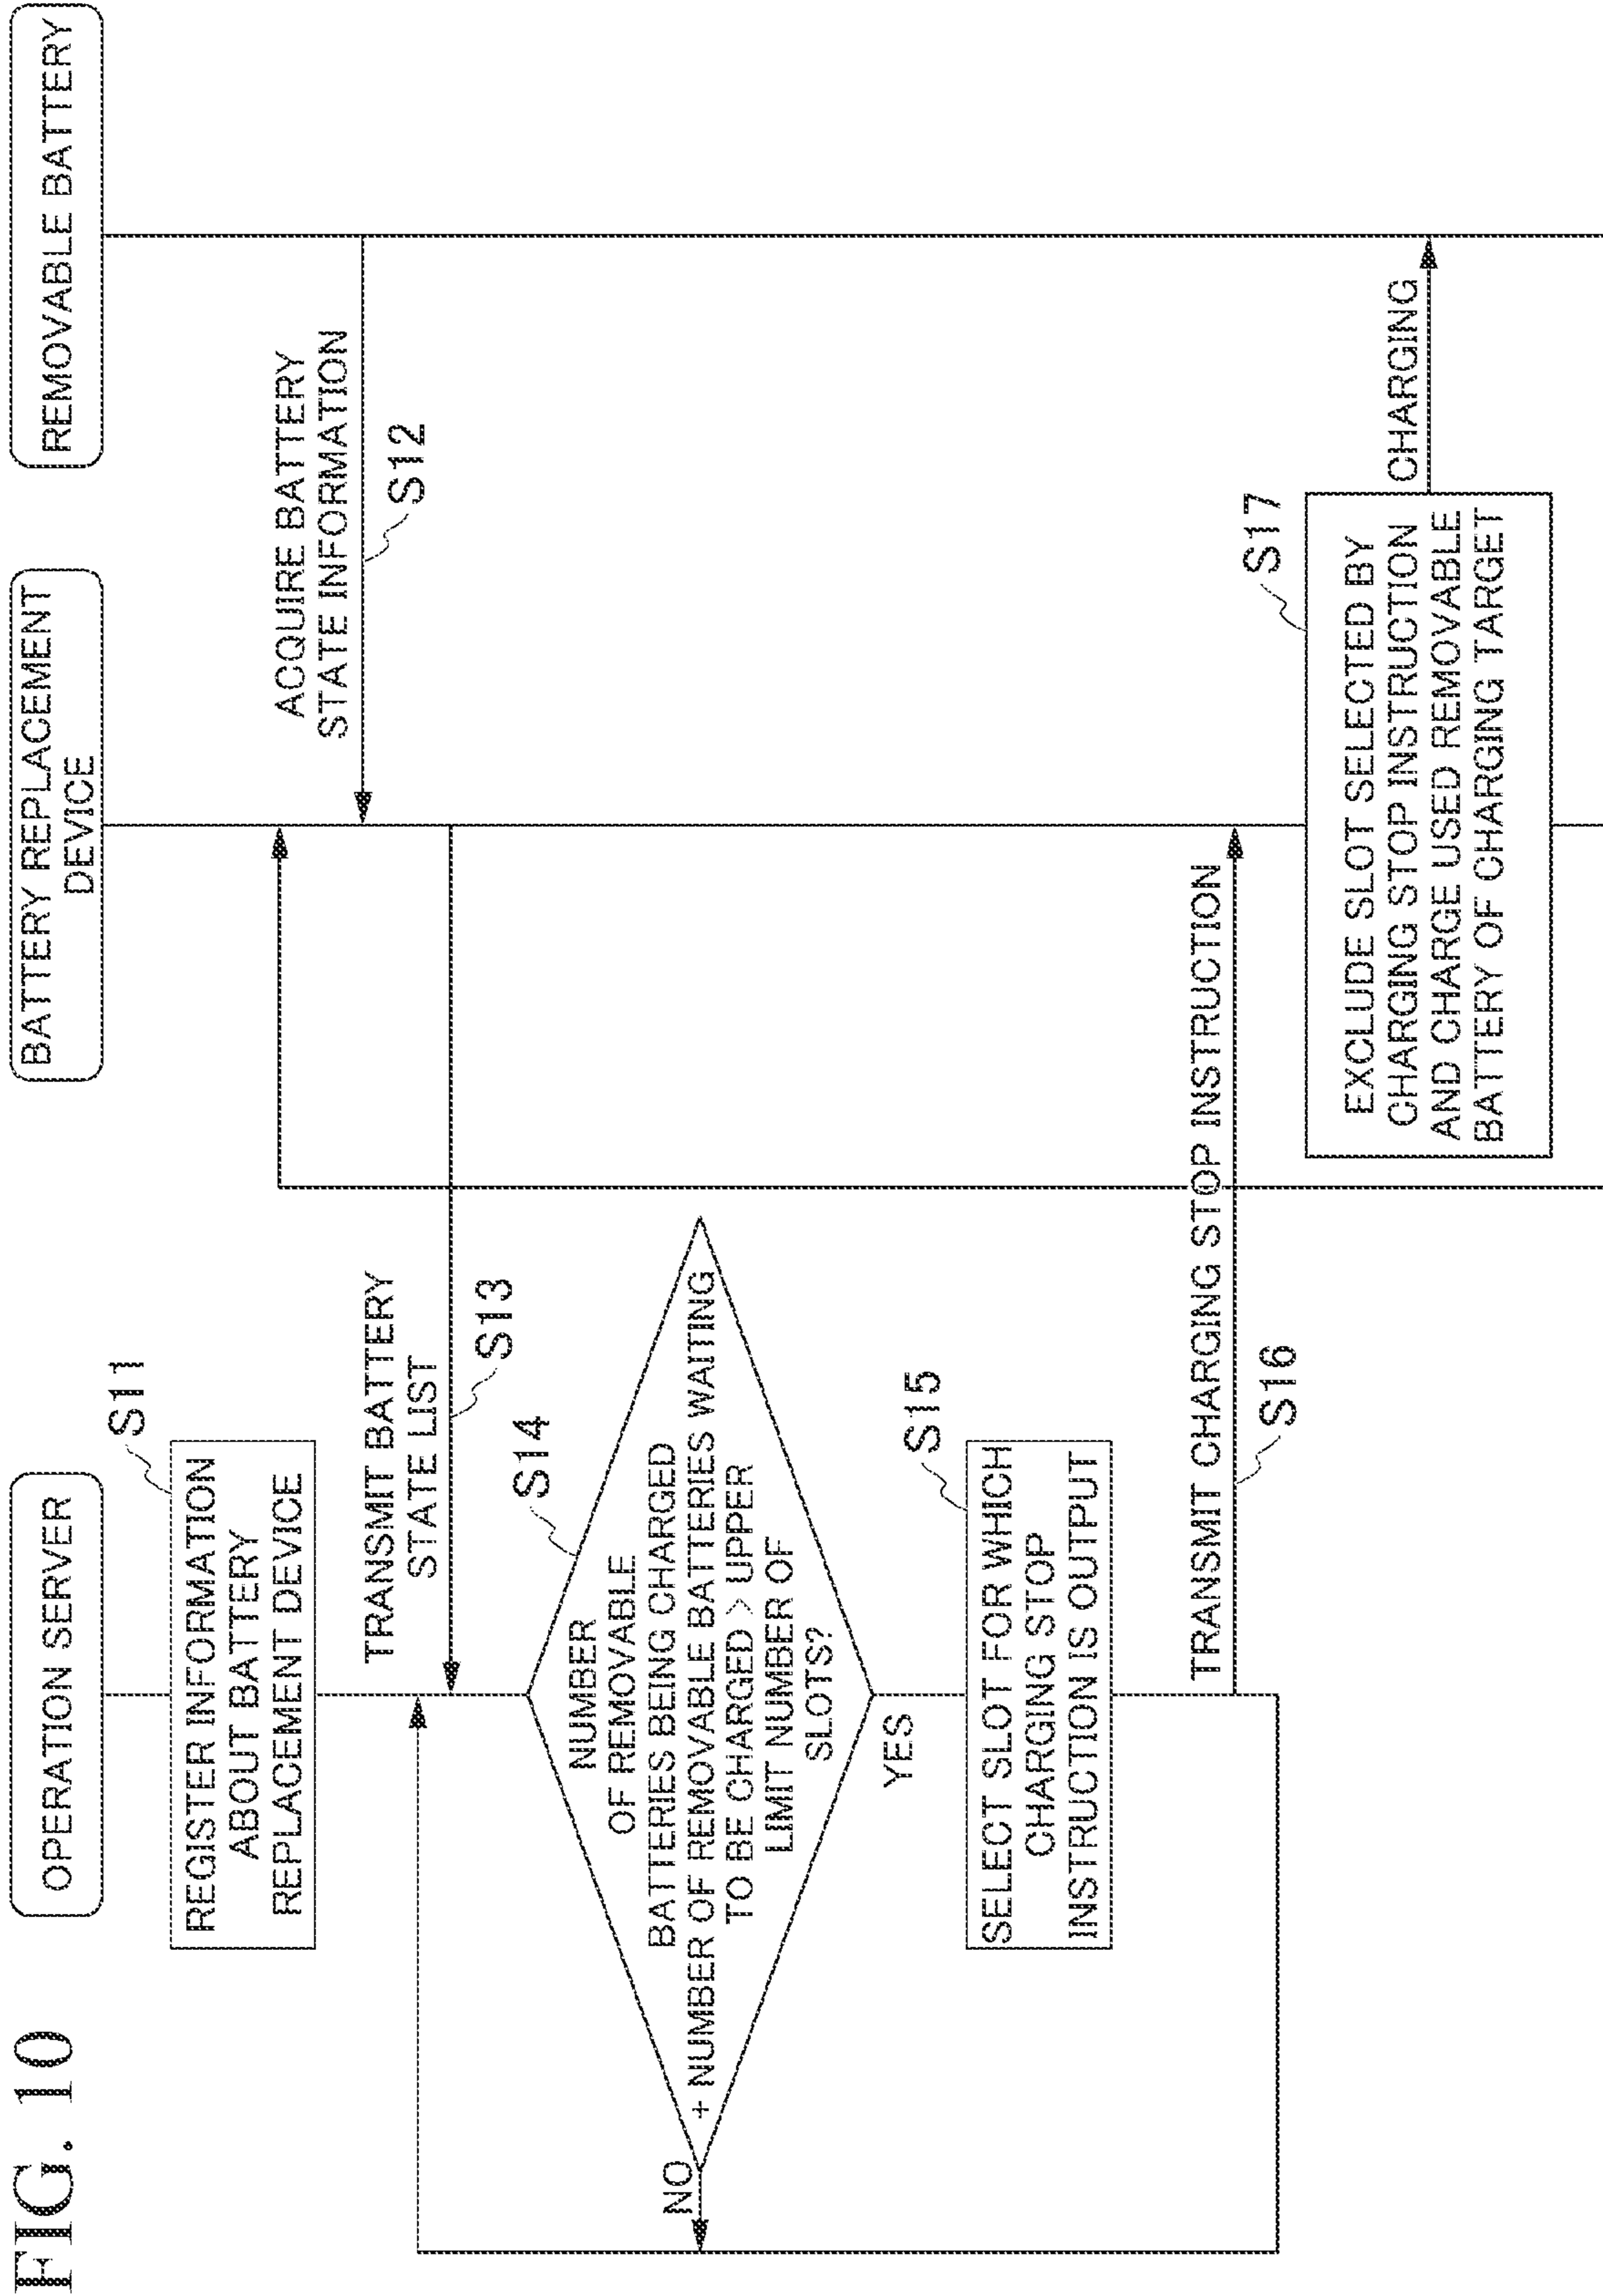 FIG. 10
OPERATION SERVER
BATTERY REPLACEMENT
DEVICE
REMOVABLE BATTERY
S11
REGISTER INFORMATION
ABOUT BATTERY
REPLACEMENT DEVICE
ACQUIRE BATTERY
STATE INFORMATION
S12
TRANSMIT BATTERY
STATE LIST
S13
S14
NUMBER
OF REMOVABLE
BATTERIES BEING CHARGED
+ NUMBER OF REMOVABLE BATTERIES WAITING
TO BE CHARGED > UPPER
LIMIT NUMBER OF
SLOTS?
NO
YES
S15
SELECT SLOT FOR WHICH
CHARGING STOP
INSTRUCTION IS OUTPUT
TRANSMIT CHARGING STOP INSTRUCTION
S16
S17
EXCLUDE SLOT SELECTED BY
CHARGING STOP INSTRUCTION
AND CHARGE USED REMOVABLE
BATTERY OF CHARGING TARGET
CHARGING